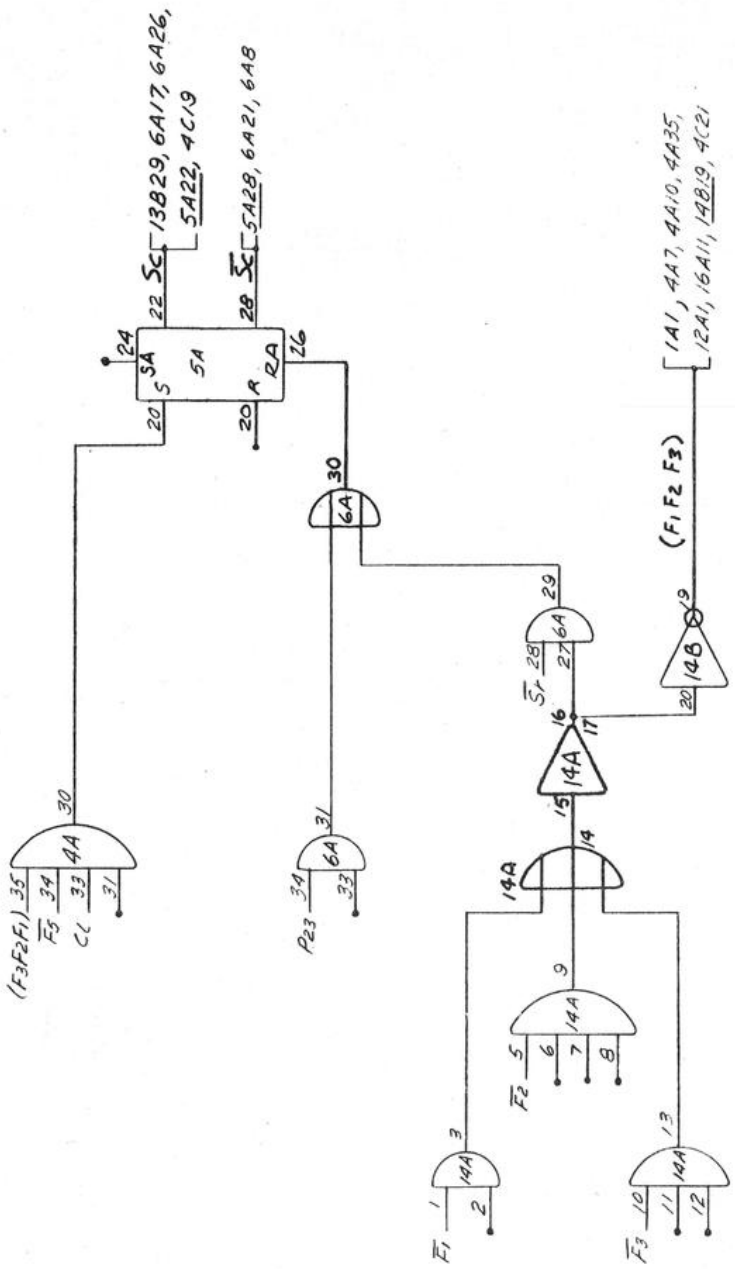 (F3F2F1) 35
F̅5 34
CL 33
31
4A
30
20
S
SA
24
5A
20
R
RA
26
22 Sc
13B29, 6A17, 6A26,
5A22, 4C19
28 S̅c̅
5A28, 6A21, 6A8
P23 34
33
6A
31
6A
30
F̅1 1
2
14A
3
F̅2 5
6
7
8
14A
9
F̅3 10
11
12
14A
13
14A
14
15
14A
16
17
28
27
6A
29
20
14B
19
(F1 F2 F3)
1A1, 4A7, 4A10, 4A35,
12A1, 16A11, 14B19, 4C21